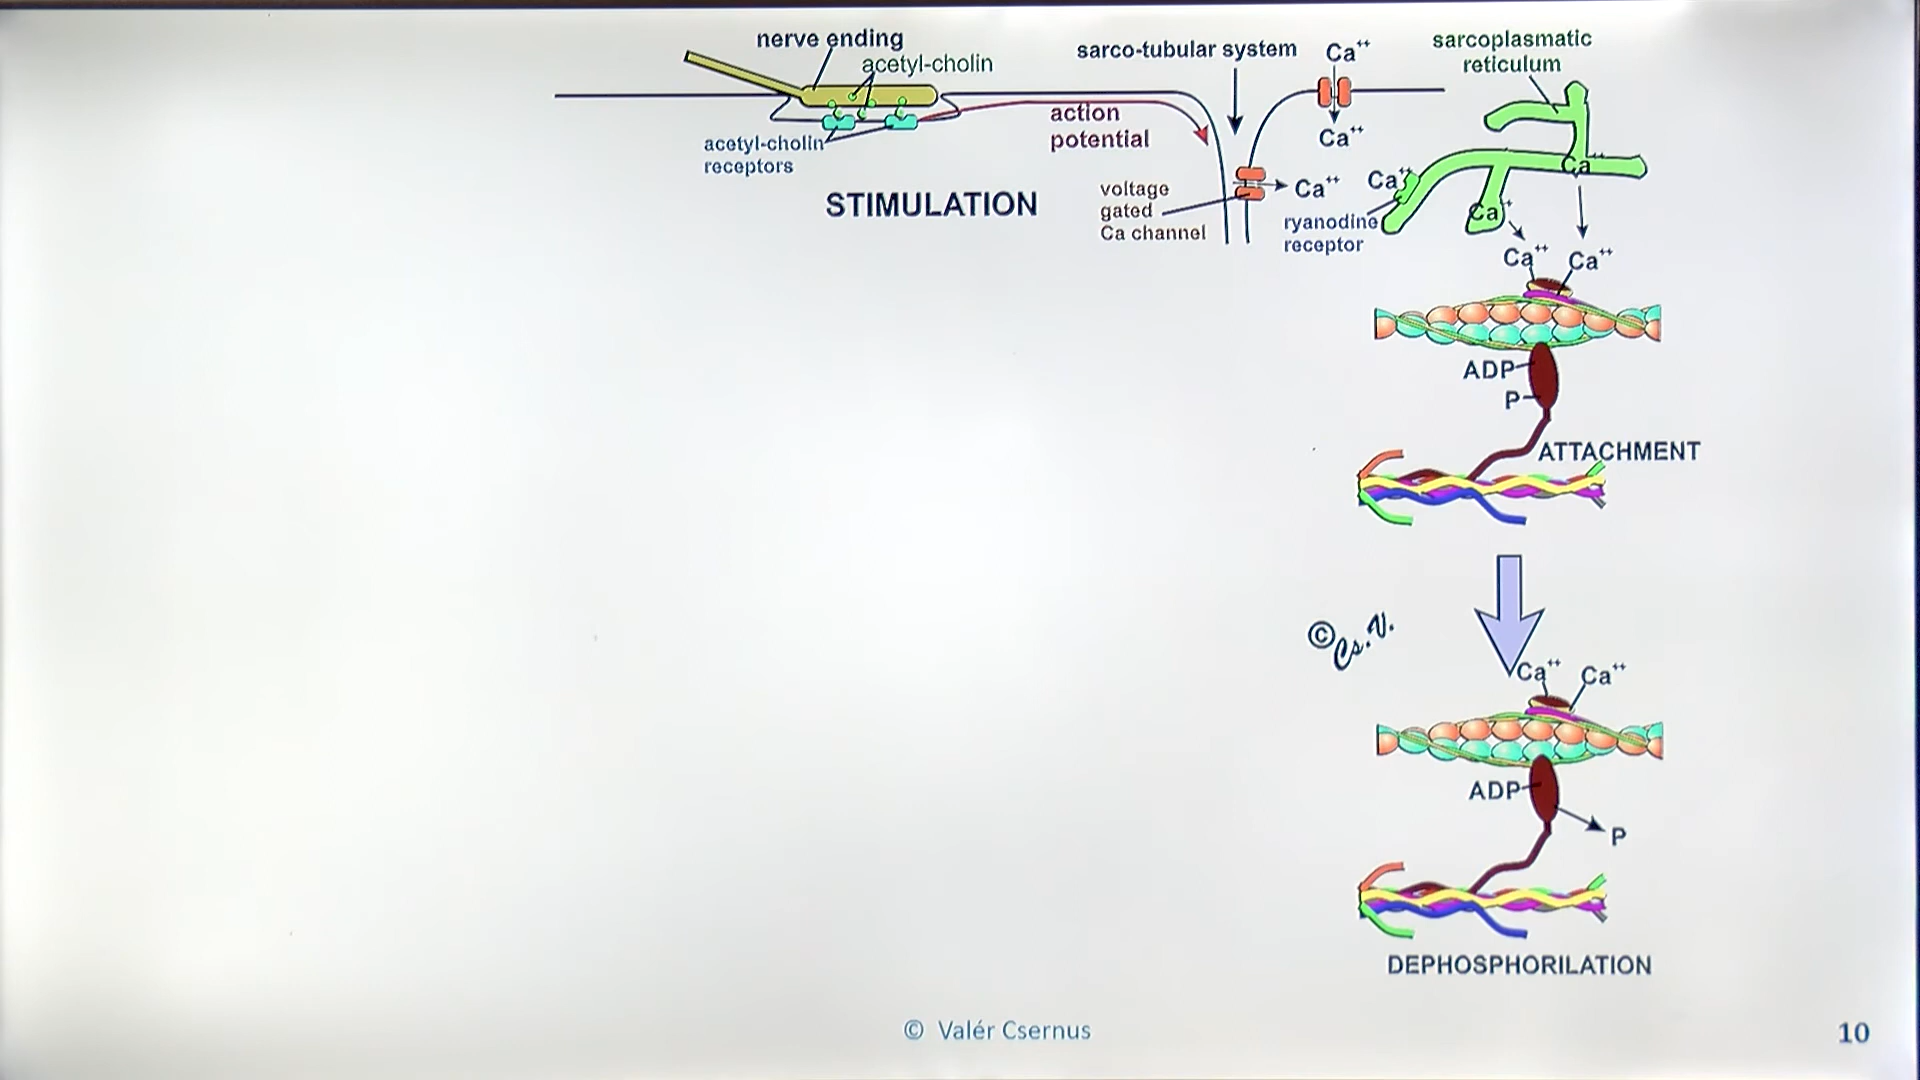 nerve ending
acetyl-cholin
acetyl-cholin
receptors
STIMULATION
action
potential
sarco-tubular system
Ca++
Ca++
voltage
gated
Ca channel
Ca++
sarcoplasmatic
reticulum
Ca++
Ca++
Ca++
ryanodine
receptor
Ca++
Ca++
ADP
P
ATTACHMENT
© Cs.V.
Ca++
Ca++
ADP
P
DEPHOSPHORILATION
© Valér Csernus
10